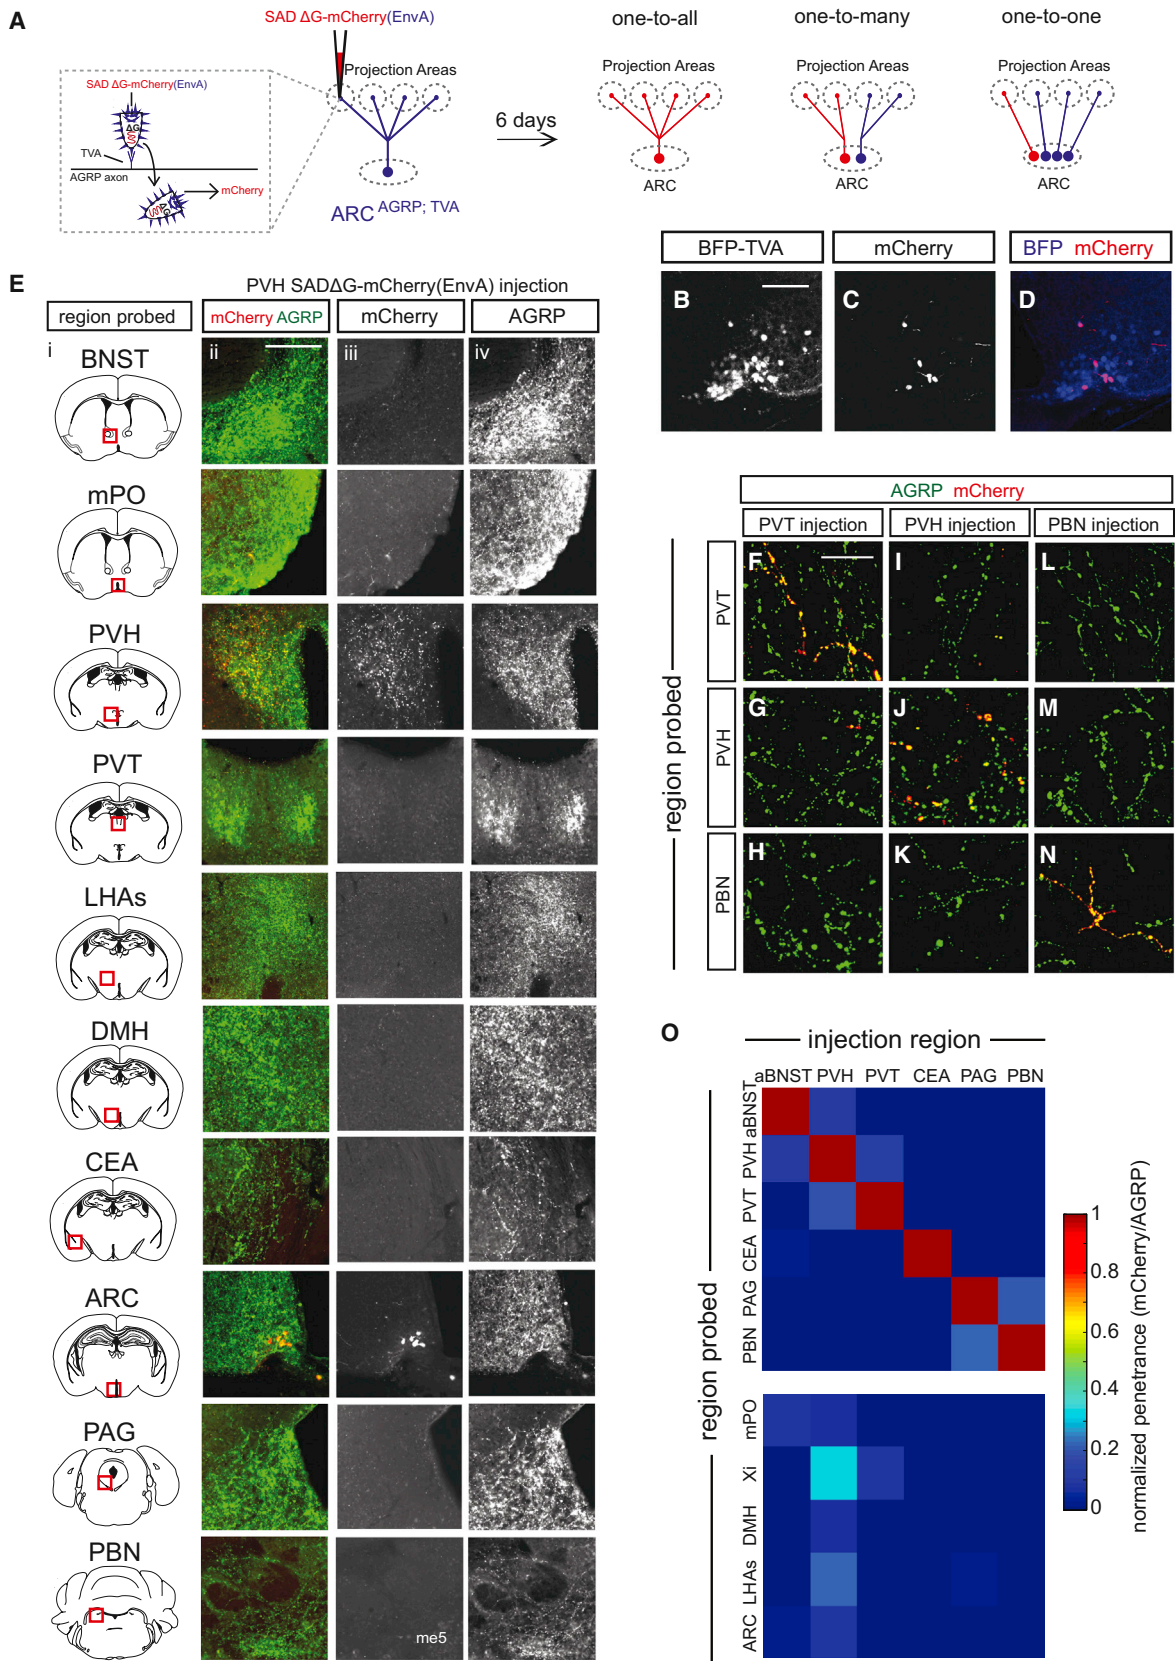 A
SAD ΔG-mCherry(EnvA)
Projection Areas
SAD ΔG-mCherry(EnvA)
ΔG
TVA
AGRP axon
ΔG
mCherry
ARC AGRP; TVA
6 days
one-to-all
one-to-many
one-to-one
Projection Areas
Projection Areas
Projection Areas
ARC
ARC
ARC
BFP-TVA
mCherry
BFP mCherry
B
C
D
E
PVH SADΔG-mCherry(EnvA) injection
region probed
mCherry AGRP
mCherry
AGRP
i
ii
iii
iv
BNST
mPO
PVH
PVT
LHAs
DMH
CEA
ARC
PAG
PBN
me5
AGRP mCherry
PVT injection
PVH injection
PBN injection
region probed
PVT
PVH
PBN
F
I
L
G
J
M
H
K
N
O
injection region
aBNST
PVH
PVT
CEA
PAG
PBN
region probed
aBNST
PVH
PVT
CEA
PAG
PBN
mPO
Xi
DMH
LHAs
ARC
1
0.8
0.6
0.4
0.2
0
normalized penetrance (mCherry/AGRP)